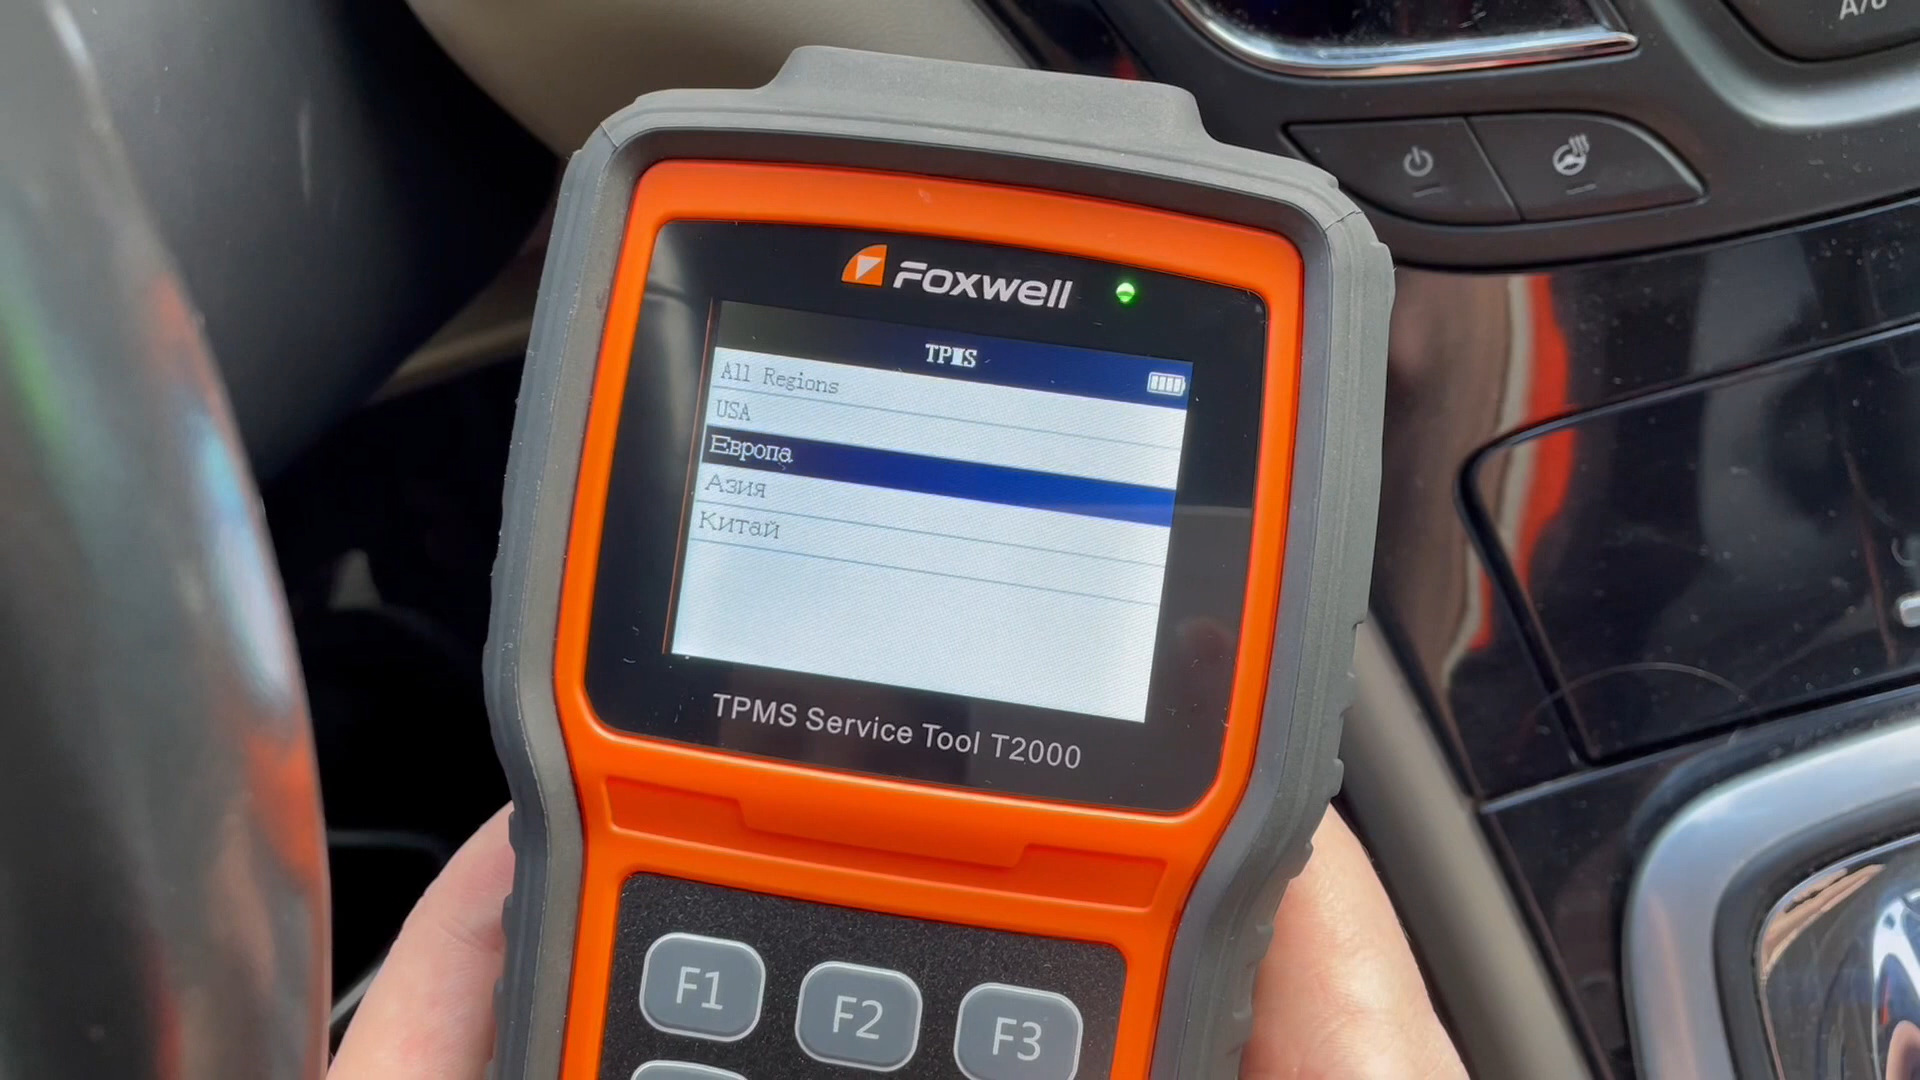 A/C
Foxwell
TPMS
All Regions
USA
Европа
Азия
Китай
TPMS Service Tool T2000
F1
F2
F3